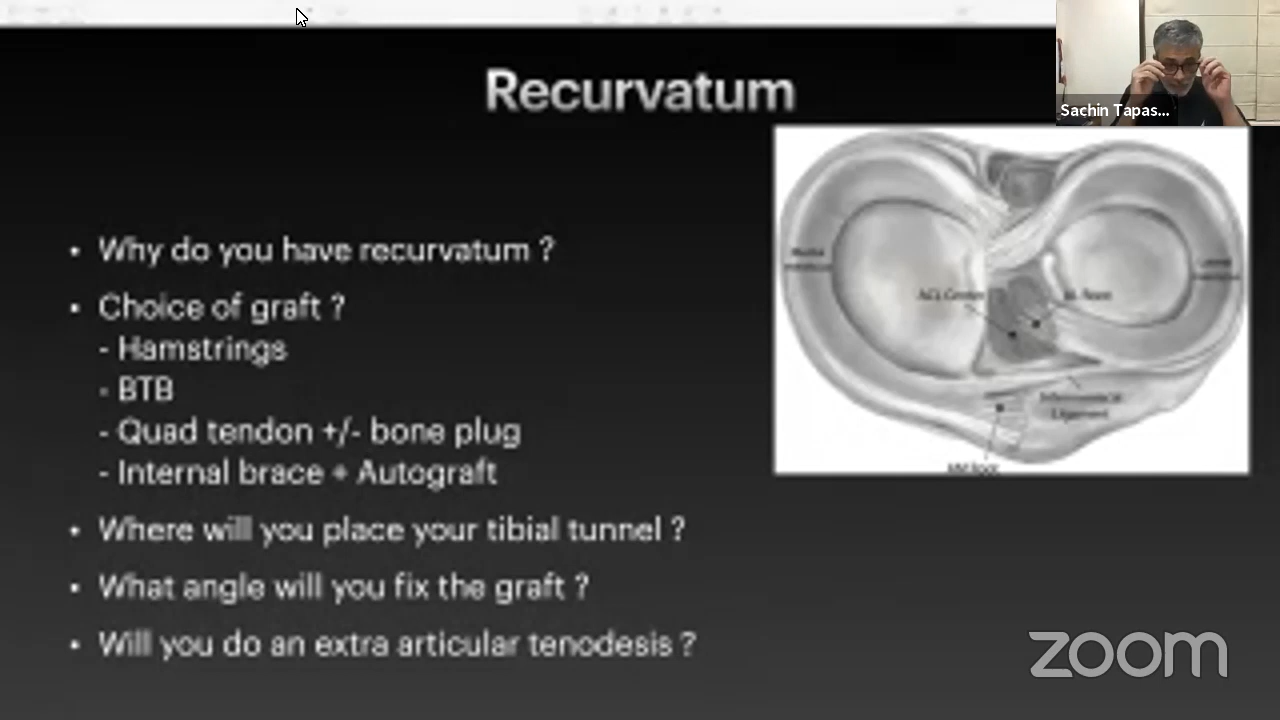 Recurvatum
Sachin Tapas...
• Why do you have recurvatum ?
• Choice of graft ?
- Hamstrings
- BTB
- Quad tendon +/- bone plug
- Internal brace + Autograft
• Where will you place your tibial tunnel ?
• What angle will you fix the graft ?
• Will you do an extra articular tenodesis ?
ACL Center
Ligament
zoom